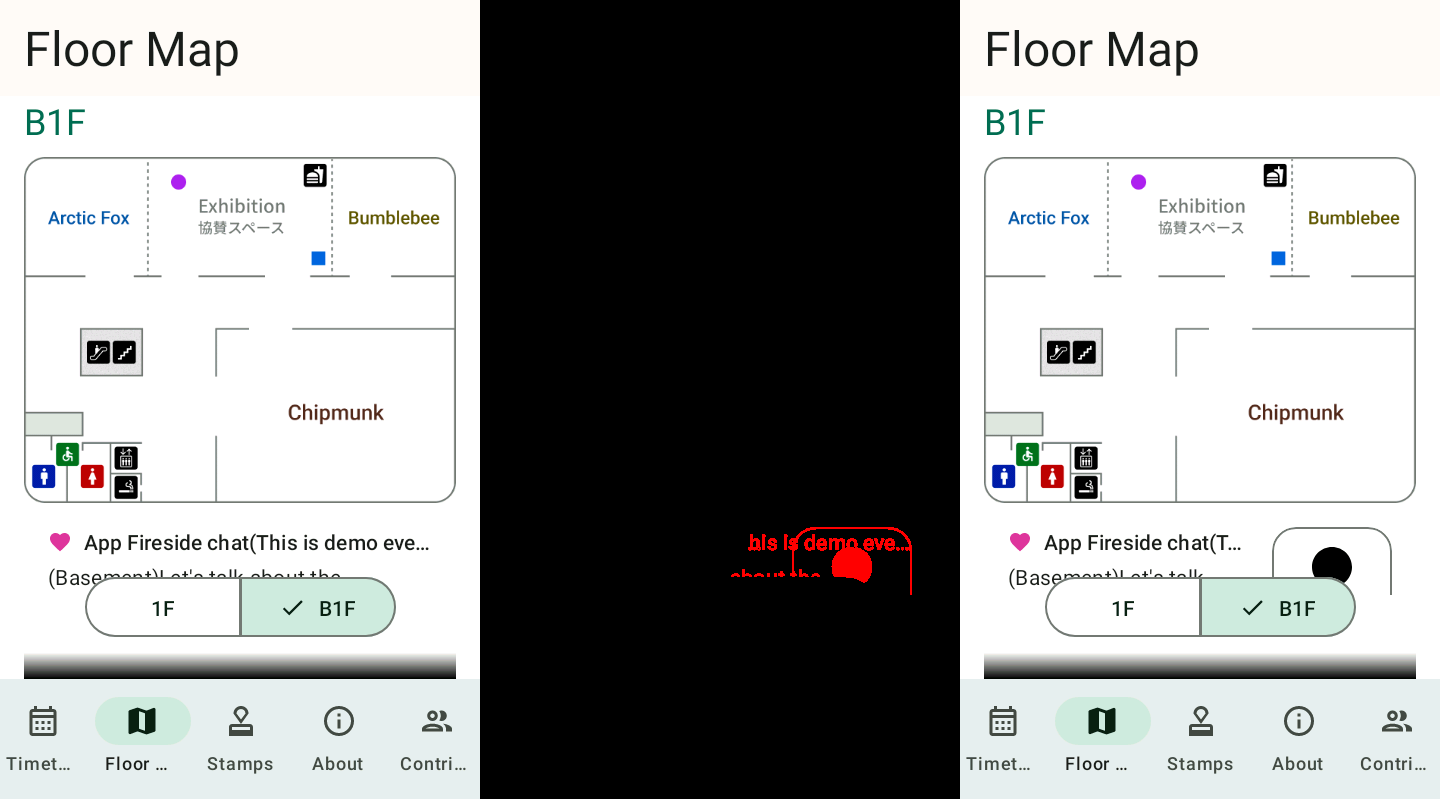 Floor Map
B1F
Arctic Fox
Exhibition
協賛スペース
Bumblebee
Chipmunk
App Fireside chat(This is demo eve…
(Basement)Let's talk about the
1F
B1F
Timet…
Floor …
Stamps
About
Contri…
his is demo eve…
about the
Floor Map
B1F
Arctic Fox
Exhibition
協賛スペース
Bumblebee
Chipmunk
App Fireside chat(T…
(Basement)Let's talk
1F
B1F
Timet…
Floor …
Stamps
About
Contri…